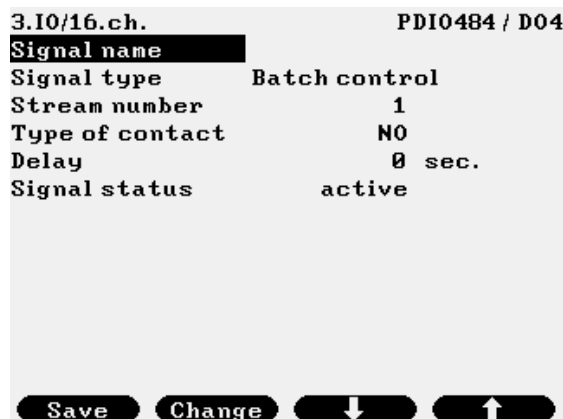 3.IO/16.ch. PDIO484 / DO4
Signal name
Signal type Batch control
Stream number 1
Type of contact NO
Delay 0 sec.
Signal status active
Save Change